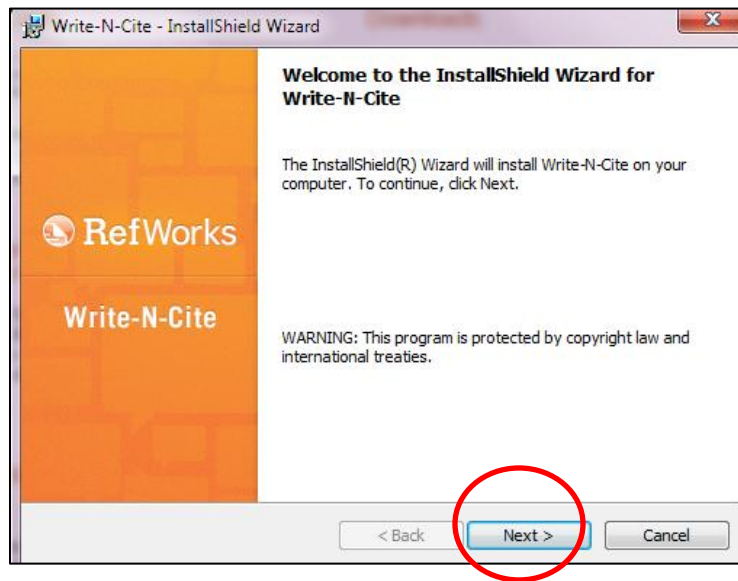 Write-N-Cite - InstallShield Wizard
Welcome to the InstallShield Wizard for
Write-N-Cite
The InstallShield(R) Wizard will install Write-N-Cite on your
computer. To continue, click Next.
RefWorks
Write-N-Cite
WARNING: This program is protected by copyright law and
international treaties.
< Back Next > Cancel